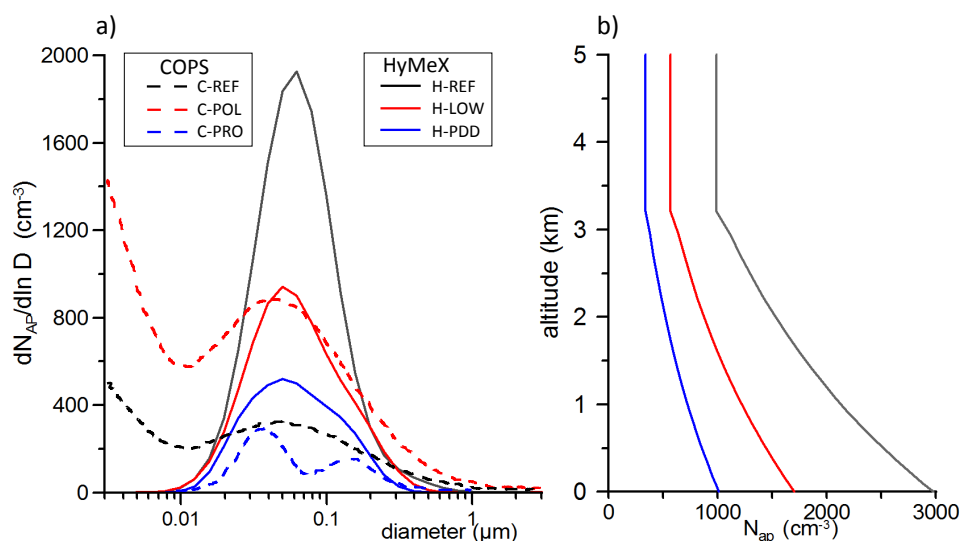 a)
b)
COPS
C-REF
C-POL
C-PRO
HyMeX
H-REF
H-LOW
H-PDD
2000
1600
1200
800
400
0
dN_AP/dln D (cm⁻³)
0.01
0.1
1
diameter (µm)
5
4
3
2
1
0
altitude (km)
0
1000
2000
3000
N_ap (cm⁻³)